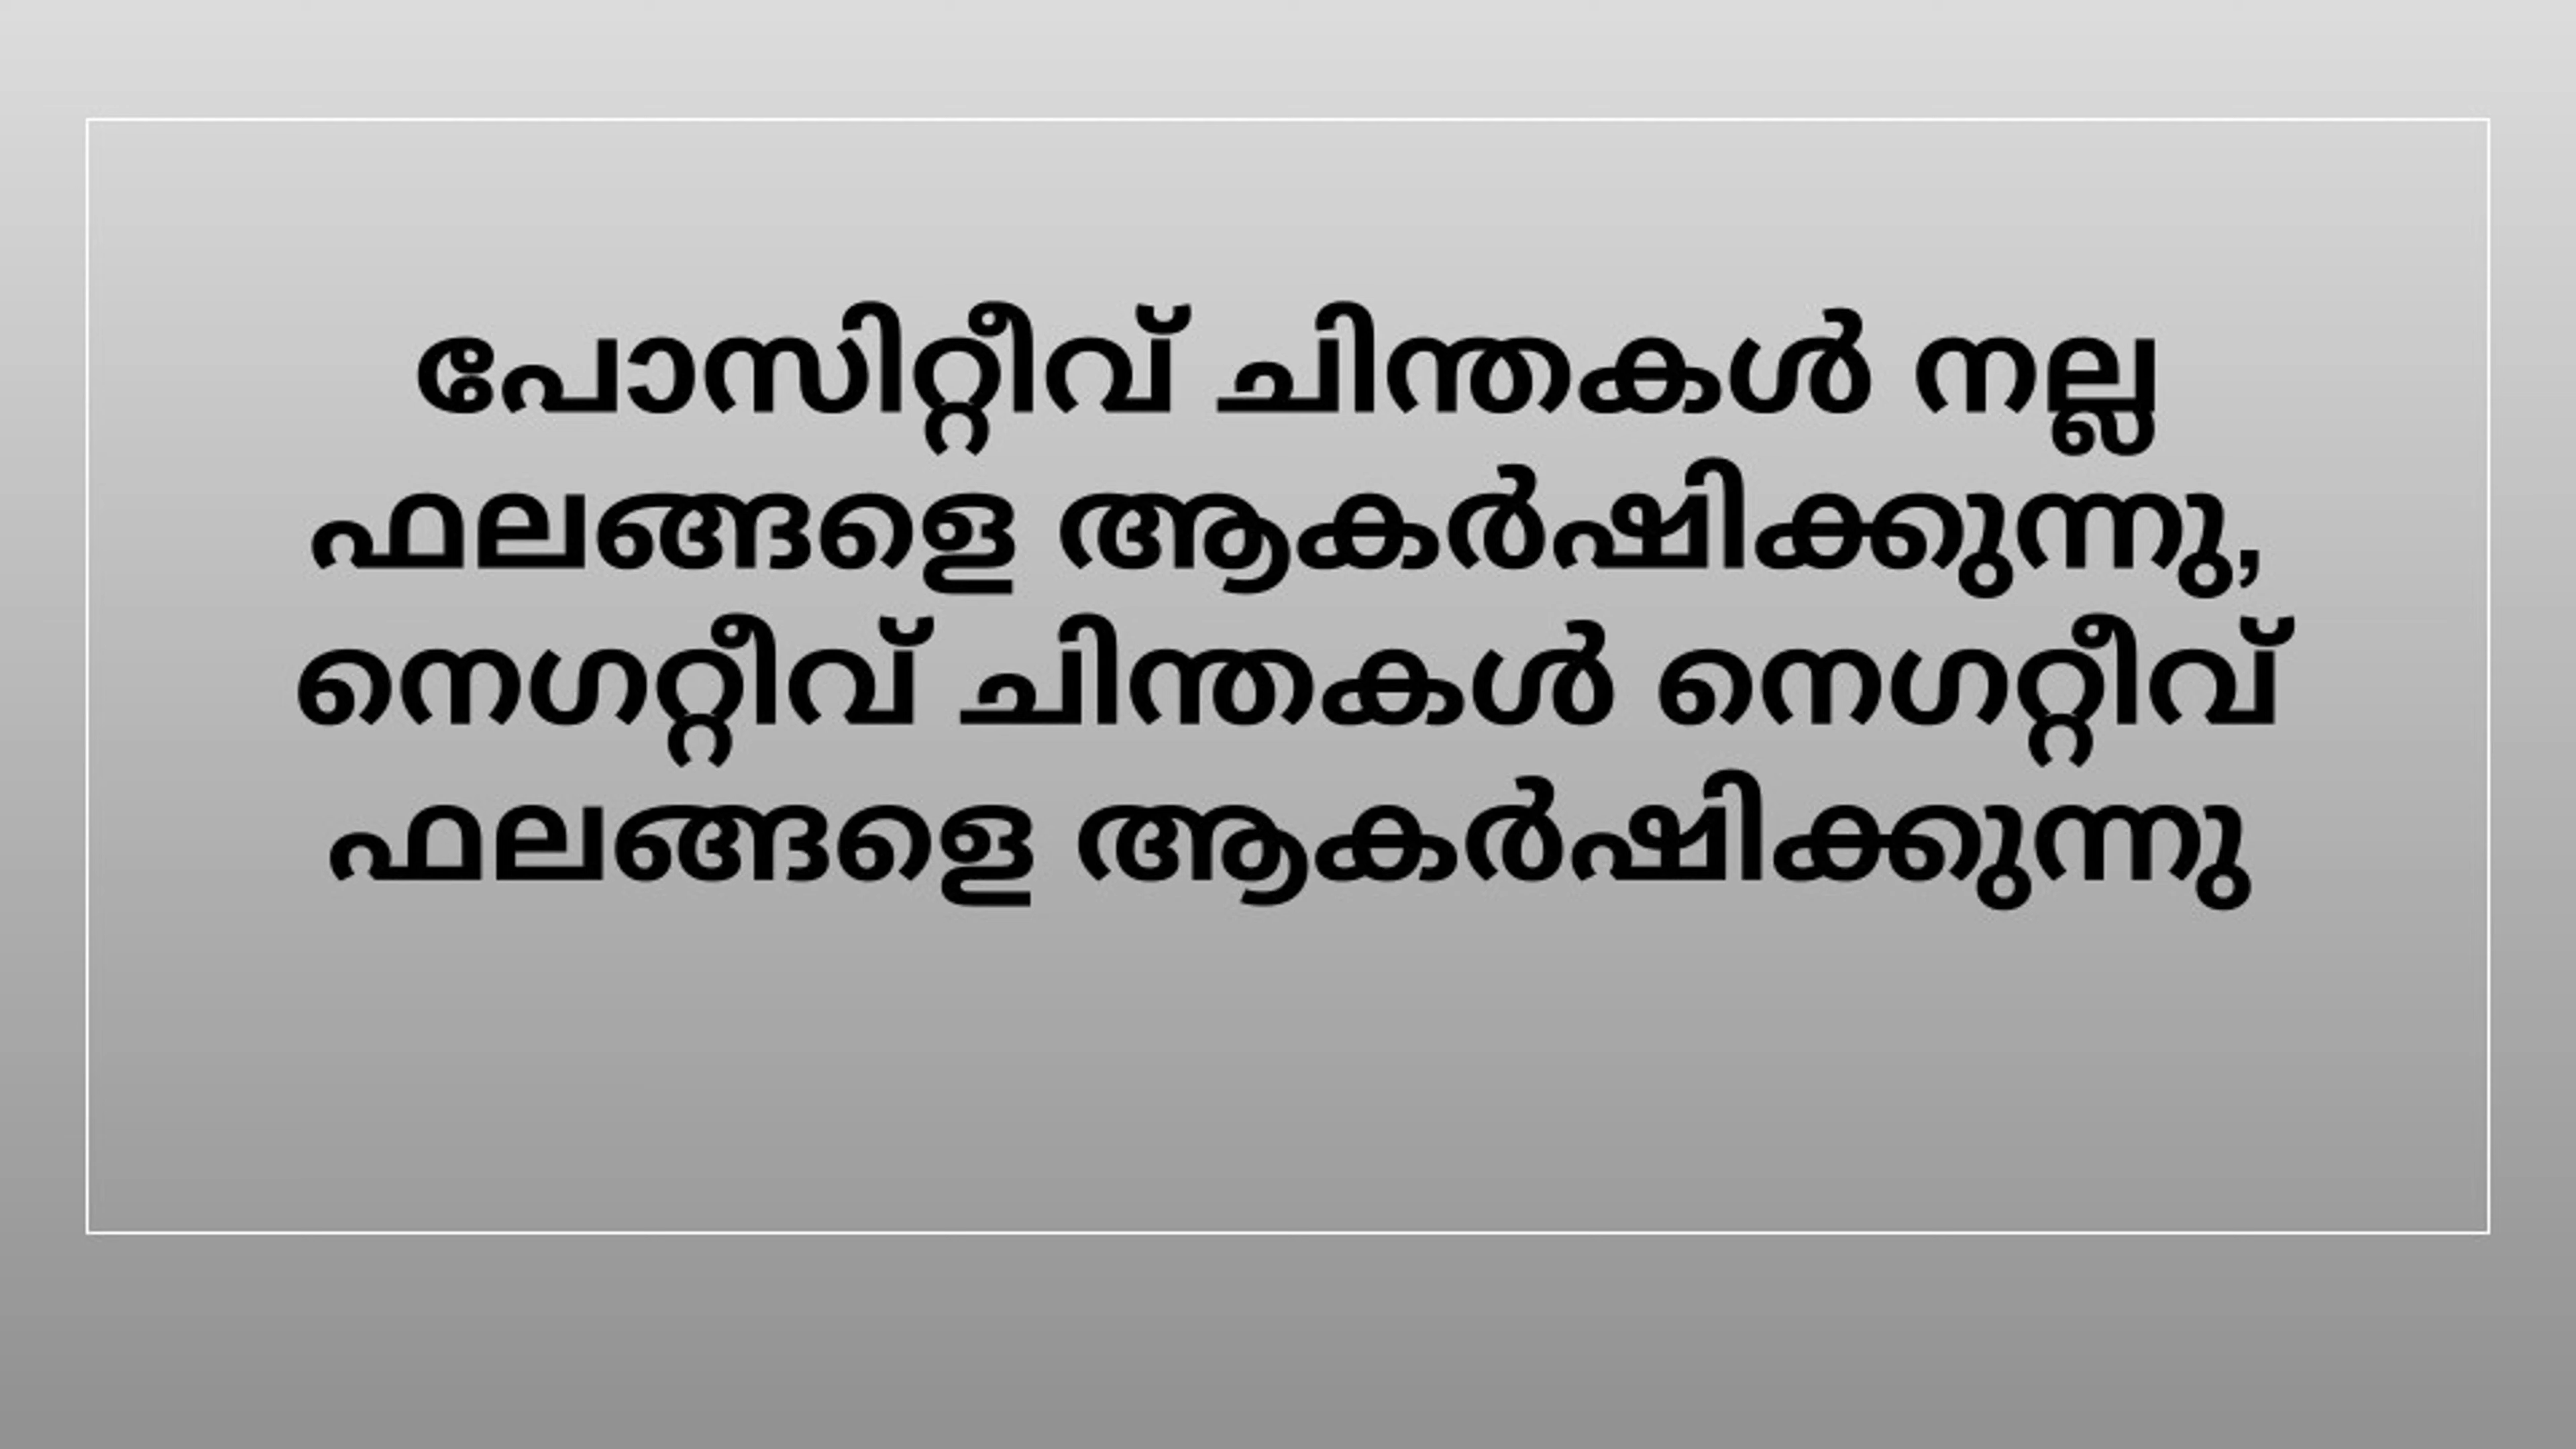 പോസിറ്റീവ് ചിന്തകൾ നല്ല
ഫലങ്ങളെ ആകർഷിക്കുന്നു,
നെഗറ്റീവ് ചിന്തകൾ നെഗറ്റീവ്
ഫലങ്ങളെ ആകർഷിക്കുന്നു